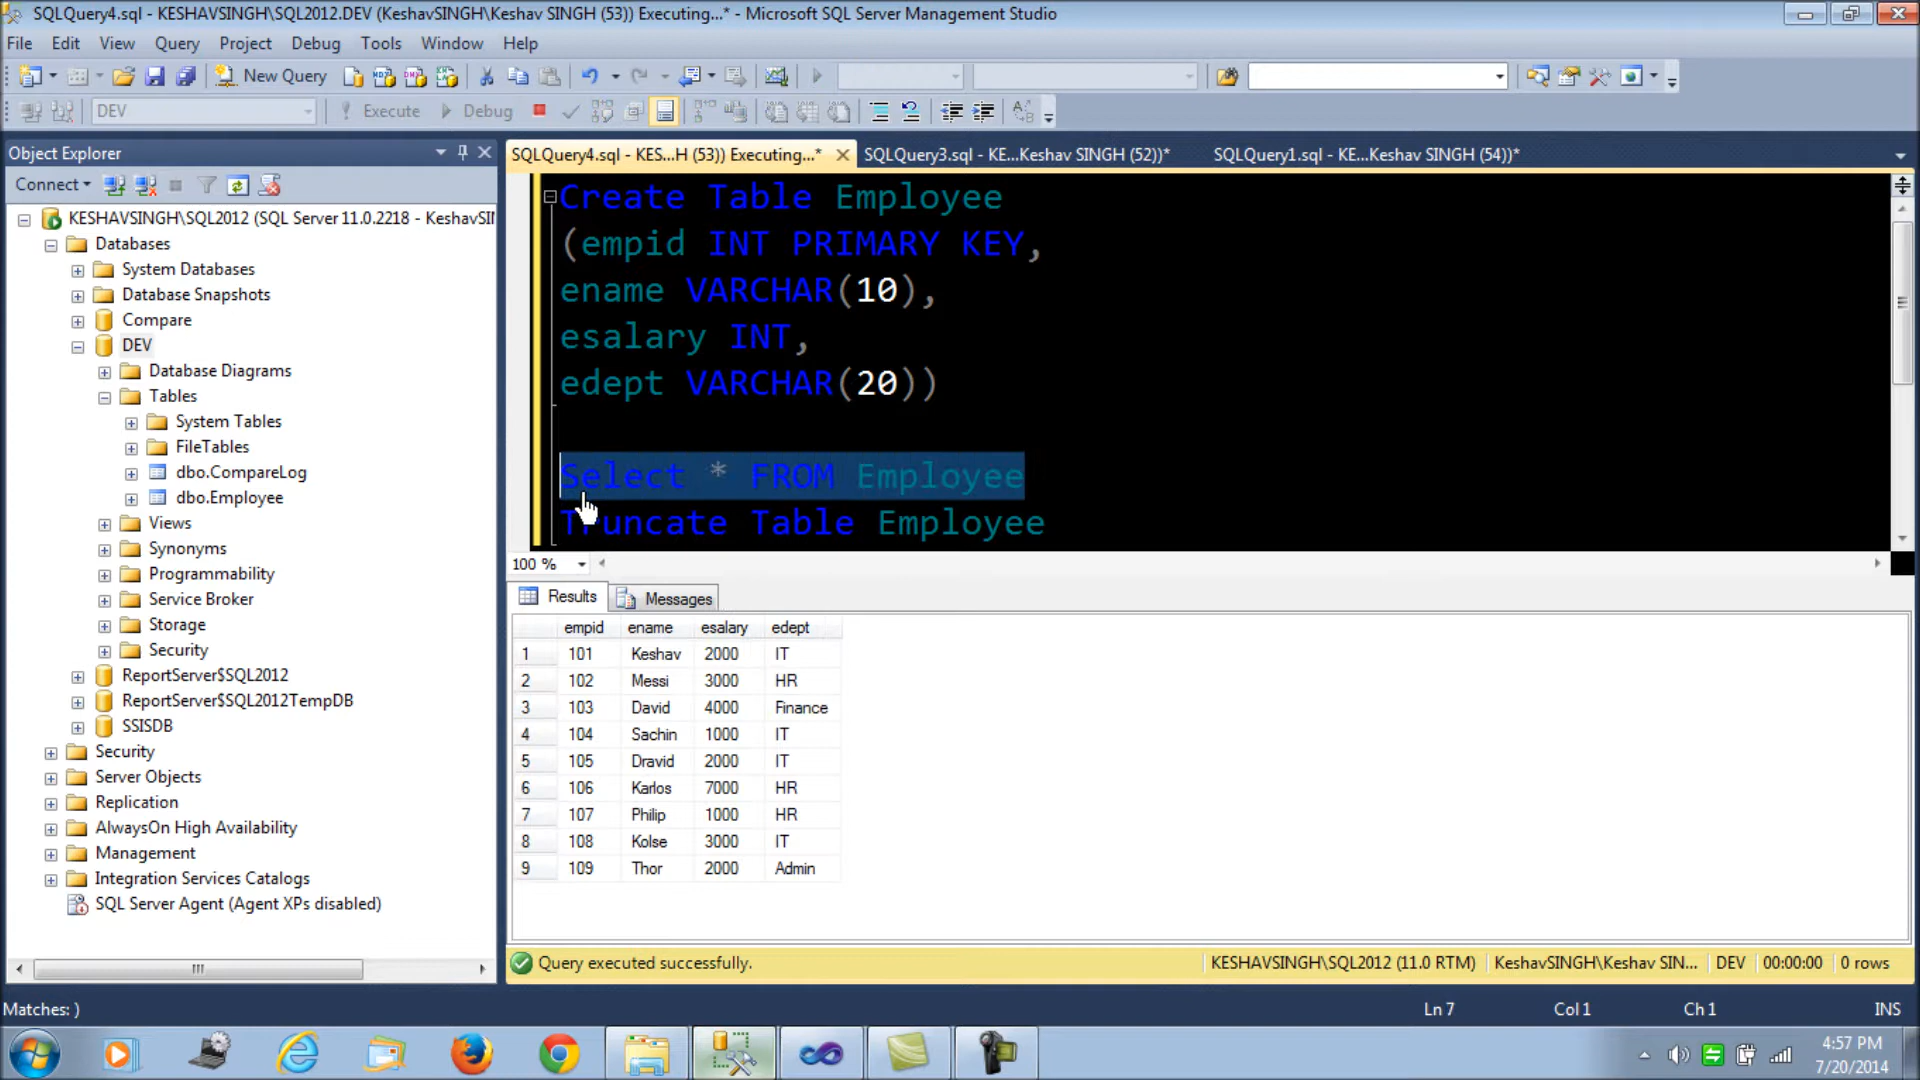 SQLQuery4.sql - KESHAVSINGH\SQL2012.DEV (KeshavSINGH\Keshav SINGH (53)) Executing...* - Microsoft SQL Server Management Studio
File Edit View Query Project Debug Tools Window Help
New Query
DEV Execute Debug
Object Explorer
Connect
KESHAVSINGH\SQL2012 (SQL Server 11.0.2218 - KeshavSI
Databases
System Databases
Database Snapshots
Compare
DEV
Database Diagrams
Tables
System Tables
FileTables
dbo.CompareLog
dbo.Employee
Views
Synonyms
Programmability
Service Broker
Storage
Security
ReportServer$SQL2012
ReportServer$SQL2012TempDB
SSISDB
Security
Server Objects
Replication
AlwaysOn High Availability
Management
Integration Services Catalogs
SQL Server Agent (Agent XPs disabled)
SQLQuery4.sql - KES...H (53)) Executing...* SQLQuery3.sql - KE...Keshav SINGH (52))* SQLQuery1.sql - KE...Keshav SINGH (54))*
Create Table Employee
(empid INT PRIMARY KEY,
ename VARCHAR(10),
esalary INT,
edept VARCHAR(20))
Select * FROM Employee
Truncate Table Employee
100 %
Results Messages
empid ename esalary edept
1 101 Keshav 2000 IT
2 102 Messi 3000 HR
3 103 David 4000 Finance
4 104 Sachin 1000 IT
5 105 Dravid 2000 IT
6 106 Karlos 7000 HR
7 107 Philip 1000 HR
8 108 Kolse 3000 IT
9 109 Thor 2000 Admin
Query executed successfully. KESHAVSINGH\SQL2012 (11.0 RTM) KeshavSINGH\Keshav SIN... DEV 00:00:00 0 rows
Matches: ) Ln 7 Col 1 Ch 1 INS
4:57 PM
7/20/2014